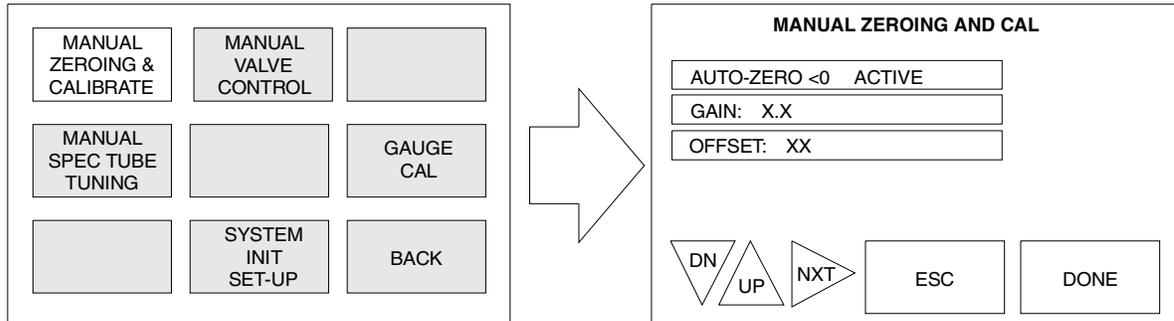 MANUAL
ZEROING &
CALIBRATE
MANUAL
VALVE
CONTROL
MANUAL
SPEC TUBE
TUNING
GAUGE
CAL
SYSTEM
INIT
SET-UP
BACK
MANUAL ZEROING AND CAL
AUTO-ZERO <0 ACTIVE
GAIN: X.X
OFFSET: XX
DN
UP
NXT
ESC
DONE